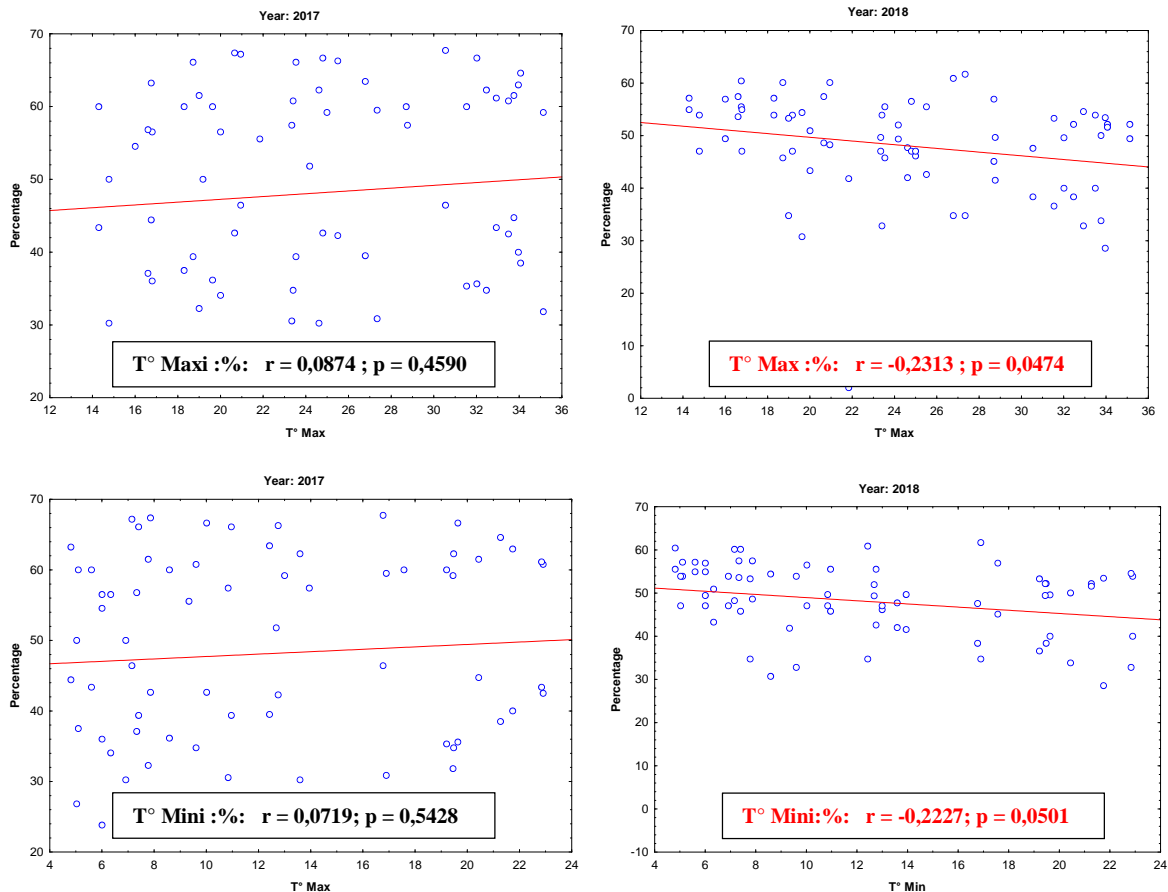 Year: 2017
70
60
50
40
30
20
Percentage
T° Maxi :%: r = 0,0874 ; p = 0,4590
12 14 16 18 20 22 24 26 28 30 32 34 36
T° Max
Year: 2018
70
60
50
40
30
20
10
0
Percentage
T° Max :%: r = -0,2313 ; p = 0,0474
12 14 16 18 20 22 24 26 28 30 32 34 36
T° Max
Year: 2017
70
60
50
40
30
20
Percentage
T° Mini :%: r = 0,0719; p = 0,5428
4 6 8 10 12 14 16 18 20 22 24
T° Max
Year: 2018
70
60
50
40
30
20
10
0
-10
Percentage
T° Mini:%: r = -0,2227; p = 0,0501
4 6 8 10 12 14 16 18 20 22 24
T° Min